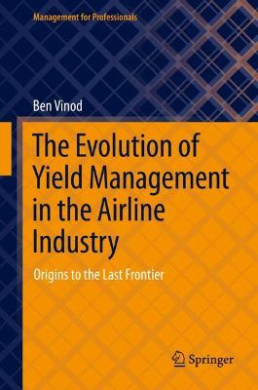 Management for Professionals
Ben Vinod
The Evolution of
Yield Management
in the Airline
Industry
Origins to the Last Frontier
Springer